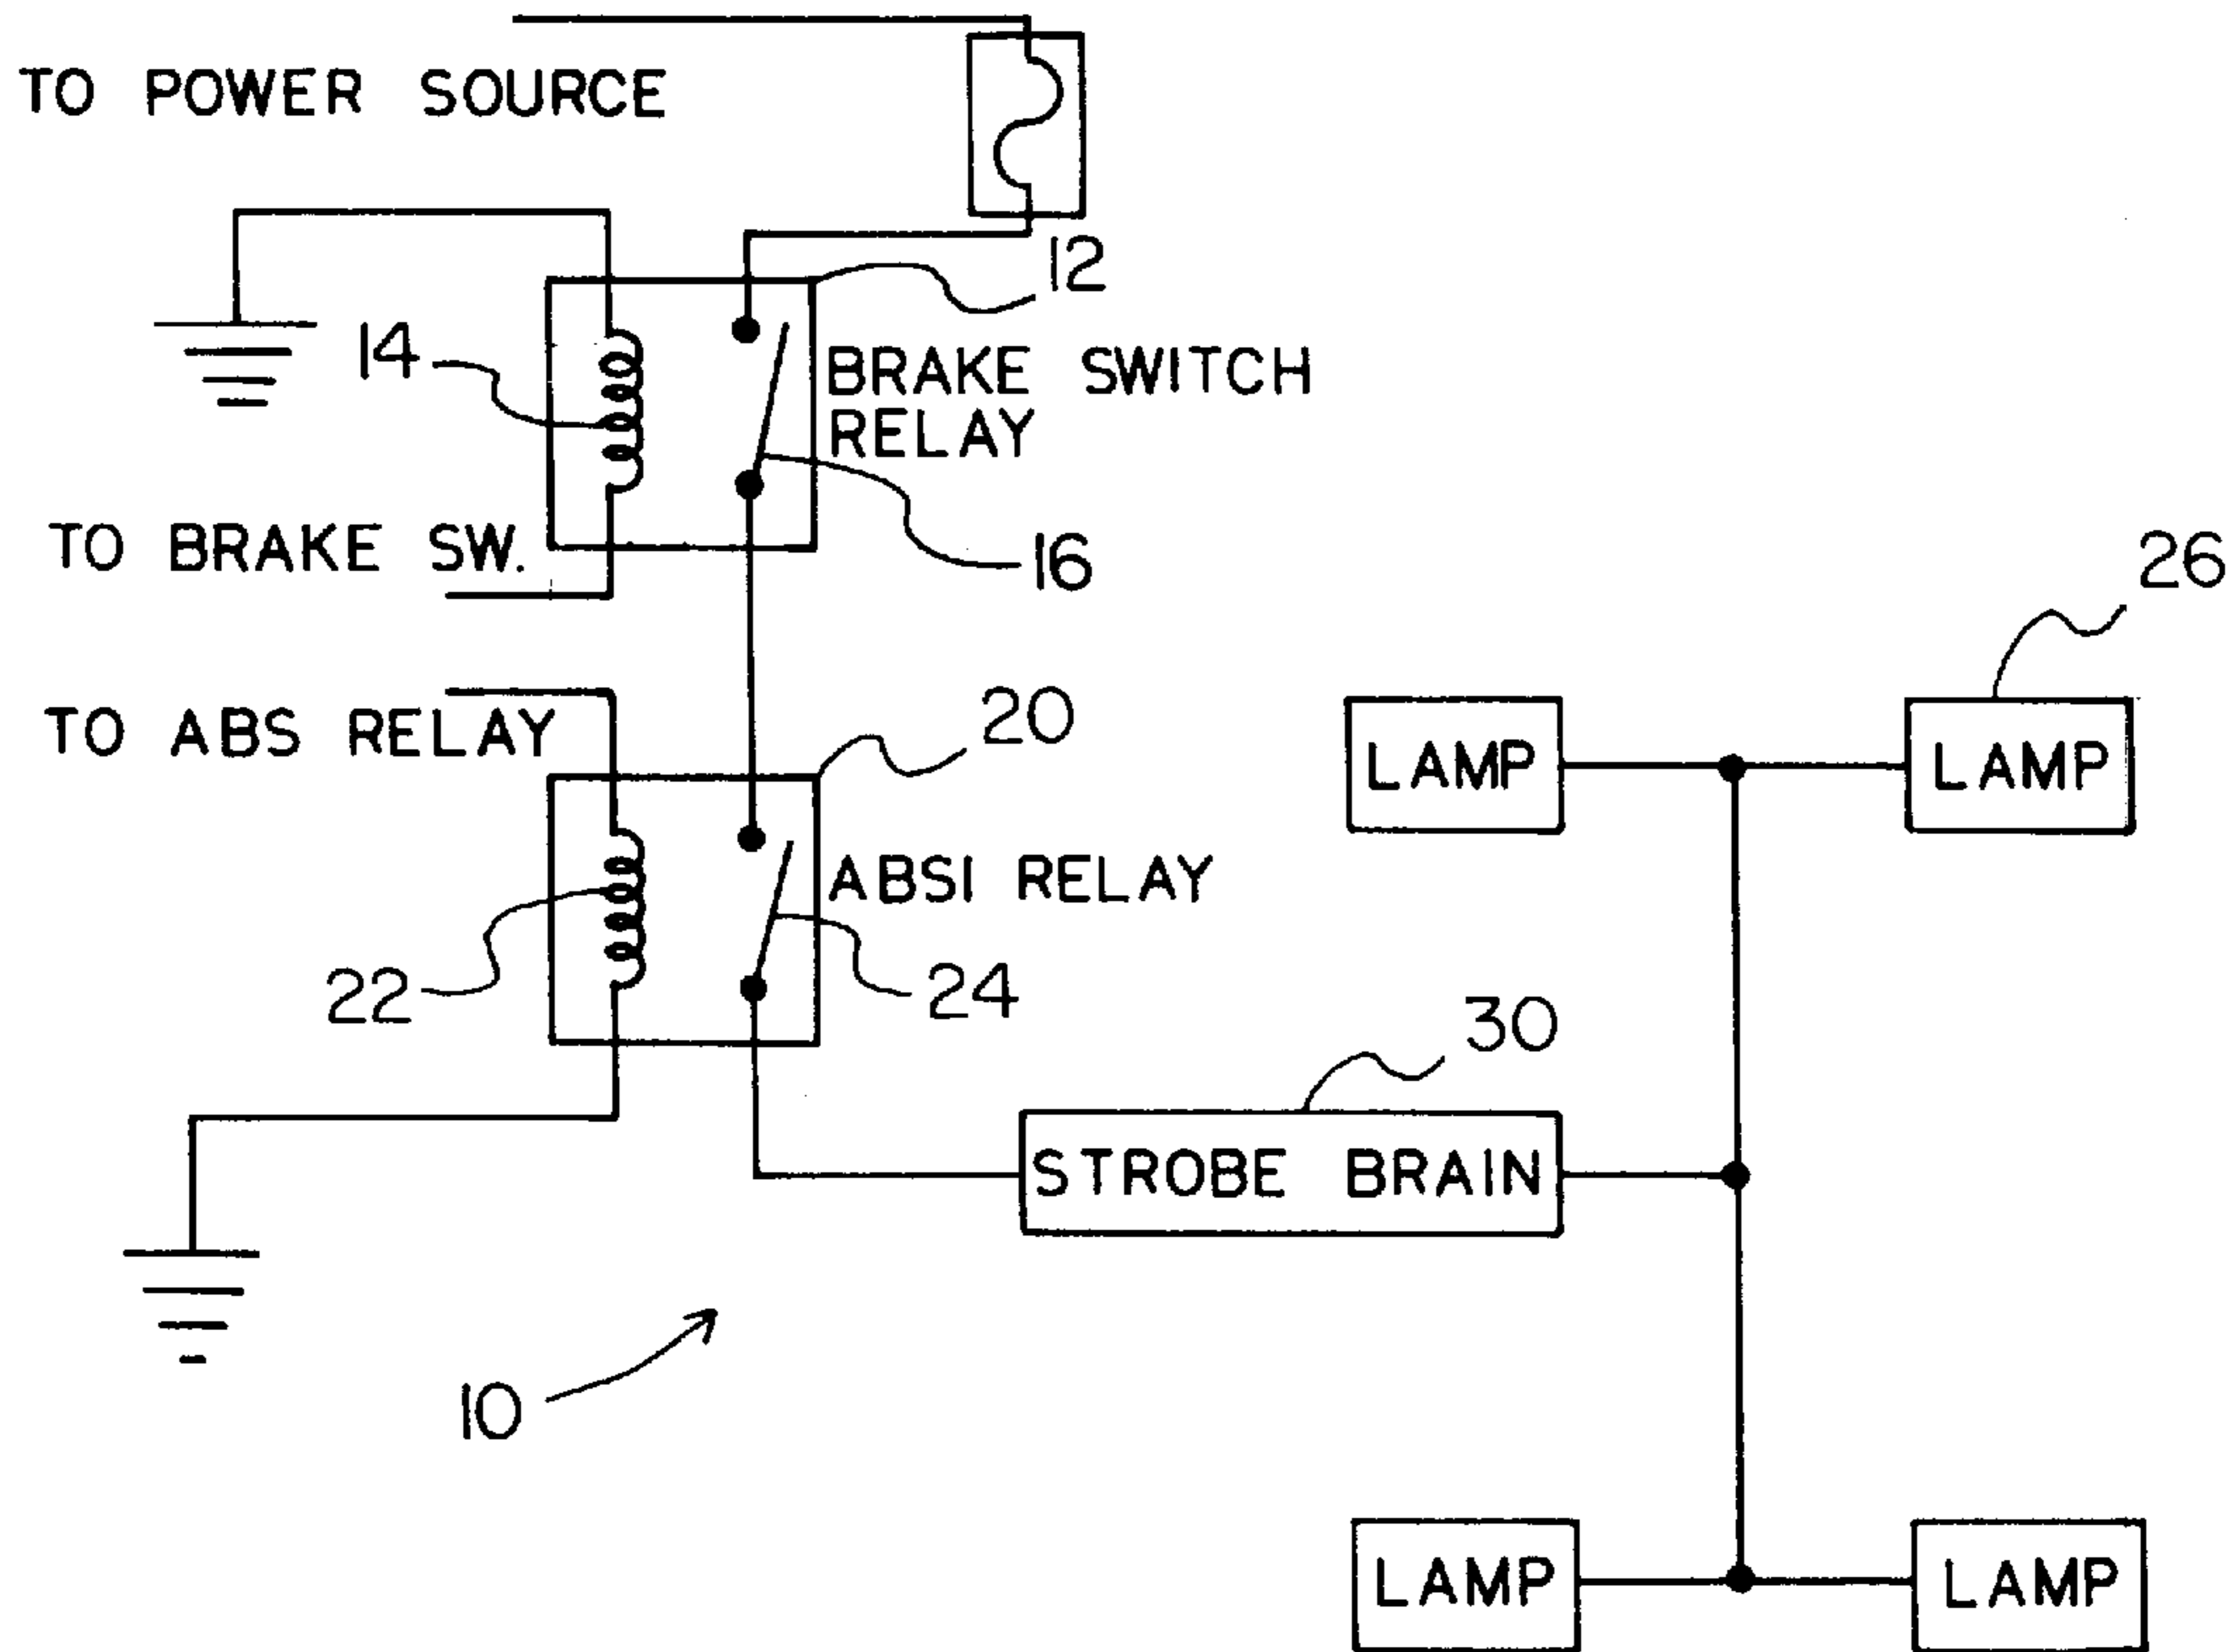 TO POWER SOURCE
12
14
BRAKE SWITCH
RELAY
TO BRAKE SW.
16
26
TO ABS RELAY
20
LAMP
LAMP
ABSI RELAY
22
24
30
STROBE BRAIN
10
LAMP
LAMP